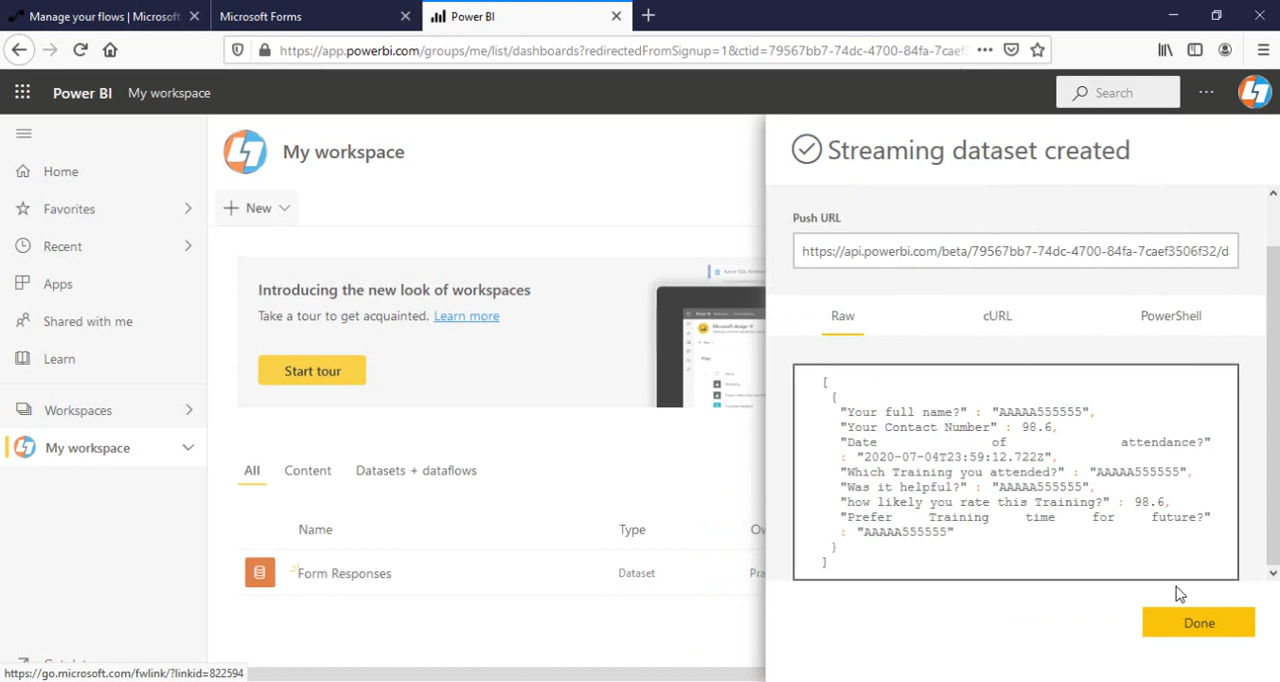 Manage your flows | Microsoft
Microsoft Forms
Power BI
https://app.powerbi.com/groups/me/list/dashboards?redirectedFromSignup=1&ctid=79567bb7-74dc-4700-84fa-7caef
Power BI
My workspace
Search
Home
Favorites
Recent
Apps
Shared with me
Learn
Workspaces
My workspace
https://go.microsoft.com/fwlink/?linkid=822594
My workspace
New
Introducing the new look of workspaces
Take a tour to get acquainted. Learn more
Start tour
All
Content
Datasets + dataflows
Name
Type
Form Responses
Dataset
Streaming dataset created
Push URL
https://api.powerbi.com/beta/79567bb7-74dc-4700-84fa-7caef3506f32/d
Raw
cURL
PowerShell
[
{
"Your full name?" : "AAAAA555555",
"Your Contact Number" : 98.6,
"Date of attendance?"
: "2020-07-04T23:59:12.722Z",
"Which Training you attended?" : "AAAAA555555",
"Was it helpful?" : "AAAAA555555",
"how likely you rate this Training?" : 98.6,
"Prefer Training time for future?"
: "AAAAA555555"
}
]
Done